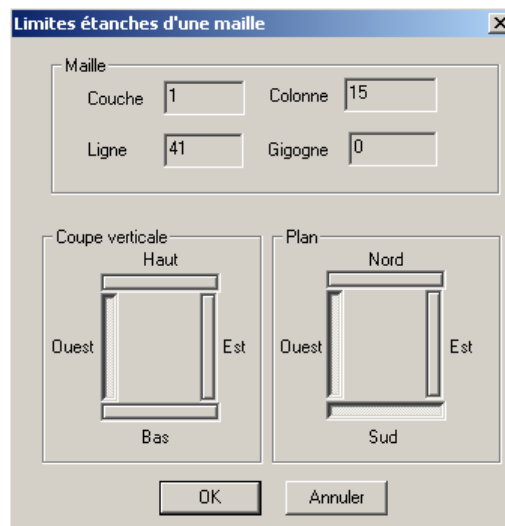 Limites étanches d'une maille
Maille
Couche 1 Colonne 15
Ligne 41 Gigogne 0
Coupe verticale
Haut
Ouest Est
Bas
Plan
Nord
Ouest Est
Sud
OK Annuler